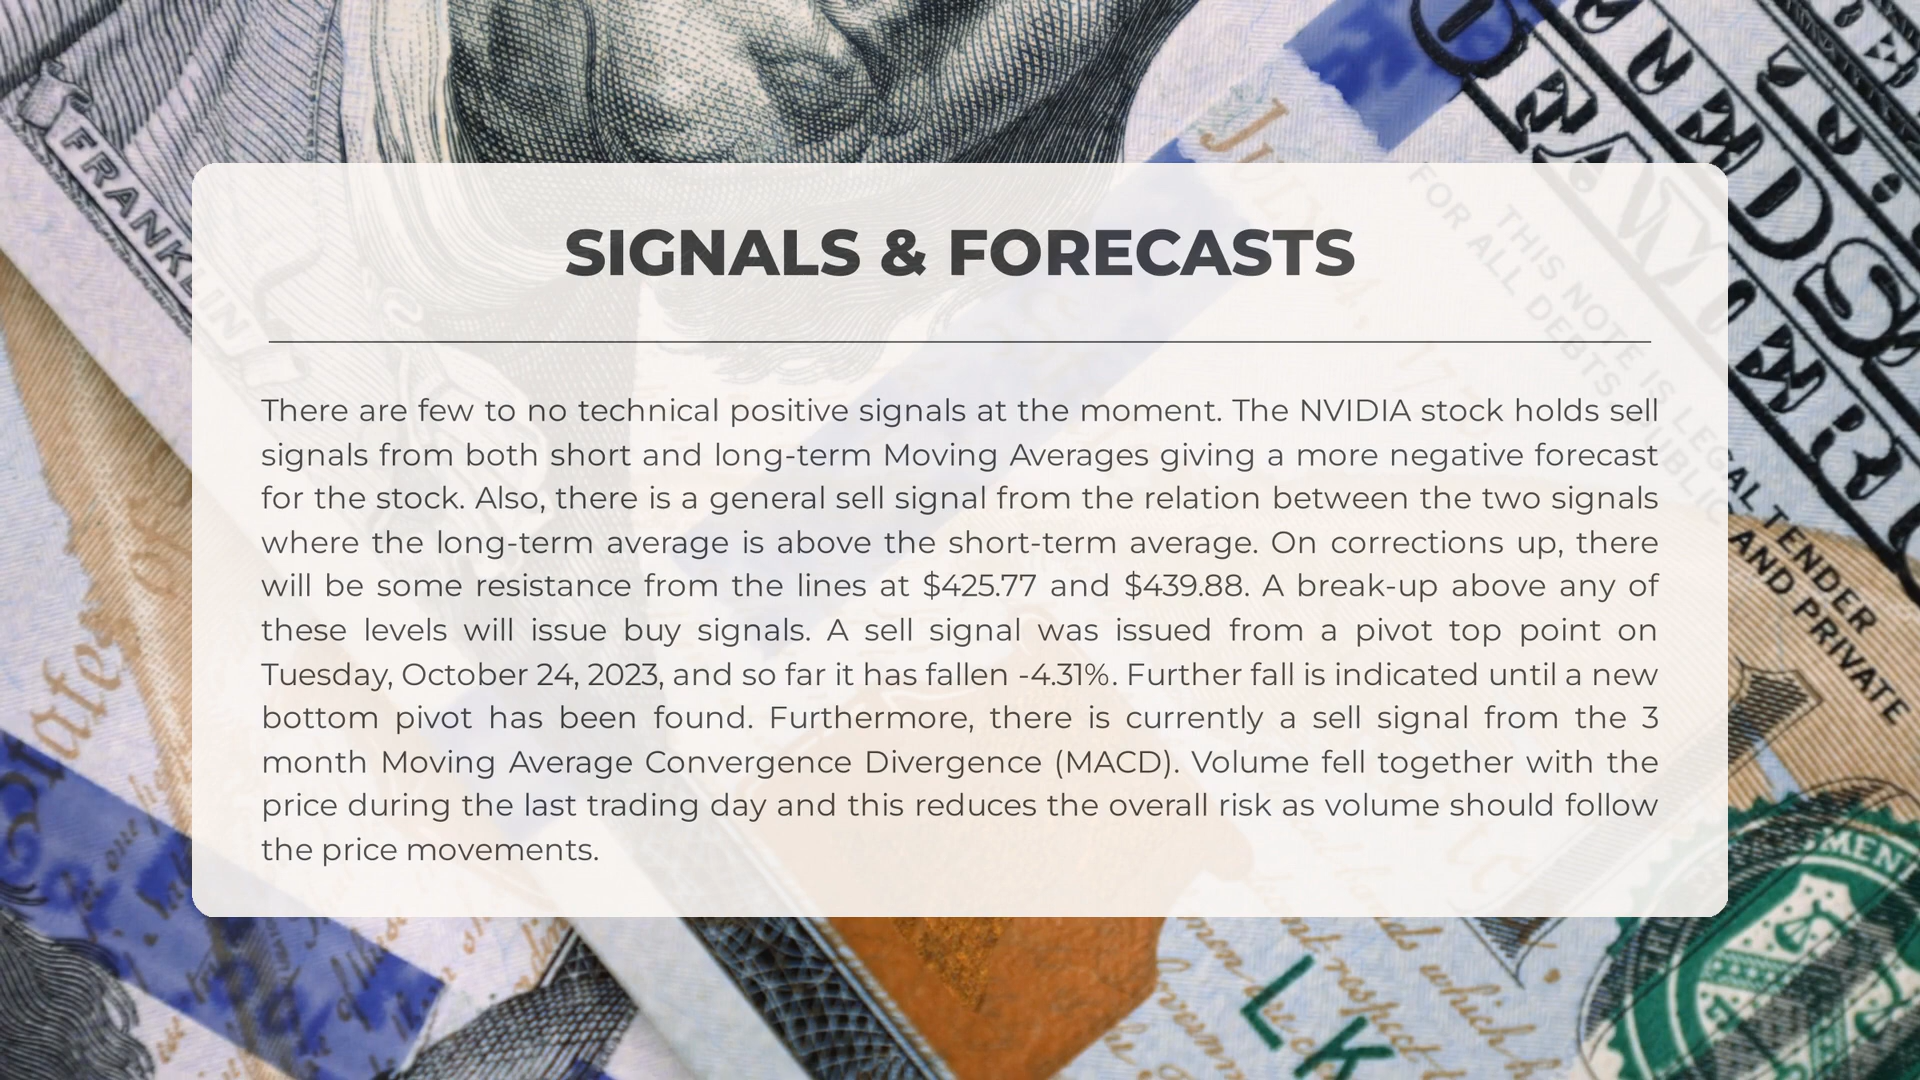 FRANKLIN
SIGNALS & FORECASTS
THIS NOTE IS LEGAL TENDER
FOR ALL DEBTS, PUBLIC AND PRIVATE
There are few to no technical positive signals at the moment. The NVIDIA stock holds sell
signals from both short and long-term Moving Averages giving a more negative forecast
for the stock. Also, there is a general sell signal from the relation between the two signals
where the long-term average is above the short-term average. On corrections up, there
will be some resistance from the lines at $425.77 and $439.88. A break-up above any of
these levels will issue buy signals. A sell signal was issued from a pivot top point on
Tuesday, October 24, 2023, and so far it has fallen -4.31%. Further fall is indicated until a new
bottom pivot has been found. Furthermore, there is currently a sell signal from the 3
month Moving Average Convergence Divergence (MACD). Volume fell together with the
price during the last trading day and this reduces the overall risk as volume should follow
the price movements.
L K